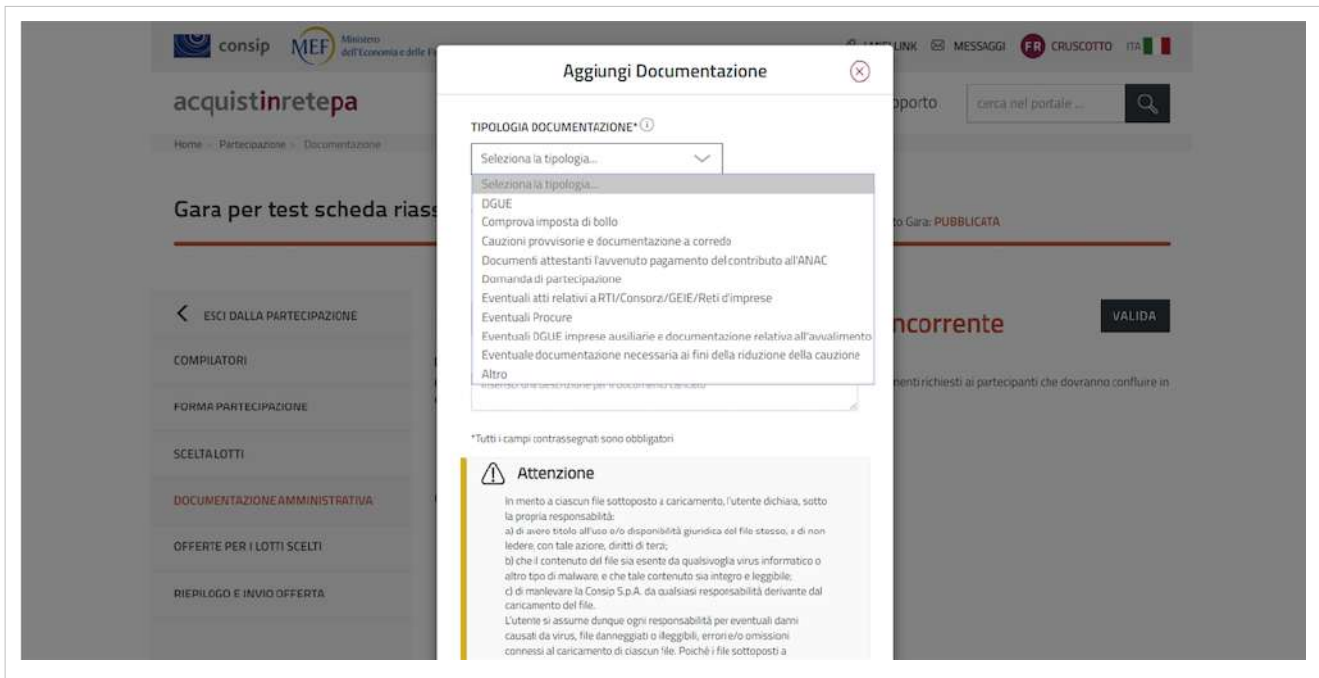 consip
MEF
Ministero
dell'Economia e delle
LINK
MESSAGGI
FR
CRUSCOTTO
ITA
acquistinretepa
pporto
cerca nel portale ...
Home > Partecipazione > Documentazione
Gara per test scheda rias
to Gara: PUBBLICATA
ESCI DALLA PARTECIPAZIONE
COMPILATORI
FORMA PARTECIPAZIONE
SCELTA LOTTI
DOCUMENTAZIONE AMMINISTRATIVA
OFFERTE PER I LOTTI SCELTI
RIEPILOGO E INVIO OFFERTA
ncorrente
VALIDA
menti richiesti ai partecipanti che dovranno confluire in
Aggiungi Documentazione
TIPOLOGIA DOCUMENTAZIONE*
Seleziona la tipologia...
Seleziona la tipologia...
DGUE
Comprova imposta di bollo
Cauzioni provvisorie e documentazione a corredo
Documenti attestanti l'avvenuto pagamento del contributo all'ANAC
Domanda di partecipazione
Eventuali atti relativi a RTI/Consorzi/GEIE/Reti d'imprese
Eventuali Procure
Eventuali DGUE imprese ausiliarie e documentazione relativa all'avvalimento
Eventuale documentazione necessaria ai fini della riduzione della cauzione
Altro
*Tutti i campi contrassegnati sono obbligatori
Attenzione
In merito a ciascun file sottoposto a caricamento, l'utente dichiara, sotto
la propria responsabilità:
a) di avere titolo all'uso e/o disponibilità giuridica del file stesso, e di non
ledere, con tale azione, diritti di terzi;
b) che il contenuto del file sia esente da qualsivoglia virus informatico o
altro tipo di malware, e che tale contenuto sia integro e leggibile;
c) di manlevare la Consip S.p.A. da qualsiasi responsabilità derivante dal
caricamento del file.
L'utente si assume dunque ogni responsabilità per eventuali danni
causati da virus, file danneggiati o illeggibili, errori e/o omissioni
connessi al caricamento di ciascun file. Poiché i file sottoposti a